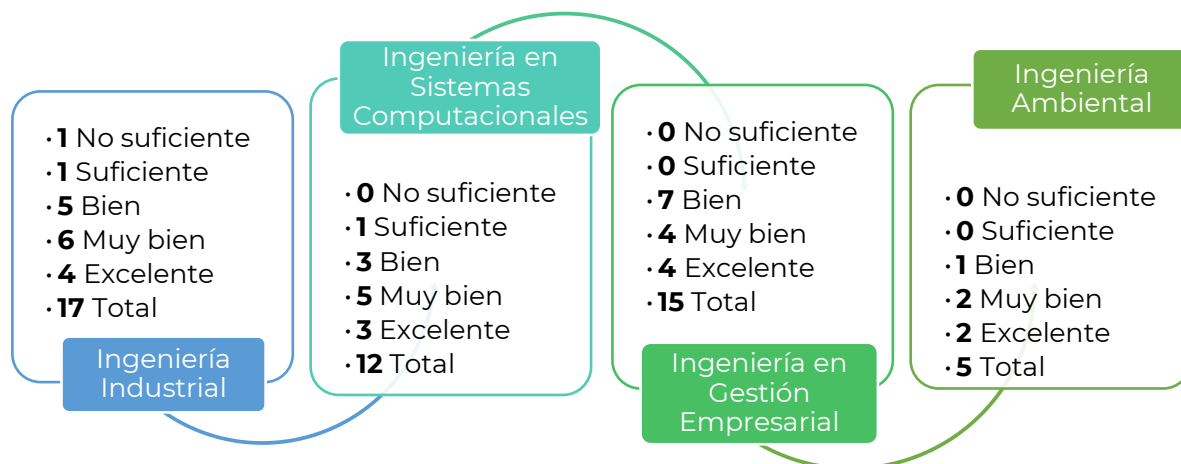 · 1 No suficiente
· 1 Suficiente
· 5 Bien
· 6 Muy bien
· 4 Excelente
· 17 Total
Ingeniería
Industrial
Ingeniería en
Sistemas
Computacionales
· 0 No suficiente
· 1 Suficiente
· 3 Bien
· 5 Muy bien
· 3 Excelente
· 12 Total
· 0 No suficiente
· 0 Suficiente
· 7 Bien
· 4 Muy bien
· 4 Excelente
· 15 Total
Ingeniería en
Gestión
Empresarial
Ingeniería
Ambiental
· 0 No suficiente
· 0 Suficiente
· 1 Bien
· 2 Muy bien
· 2 Excelente
· 5 Total